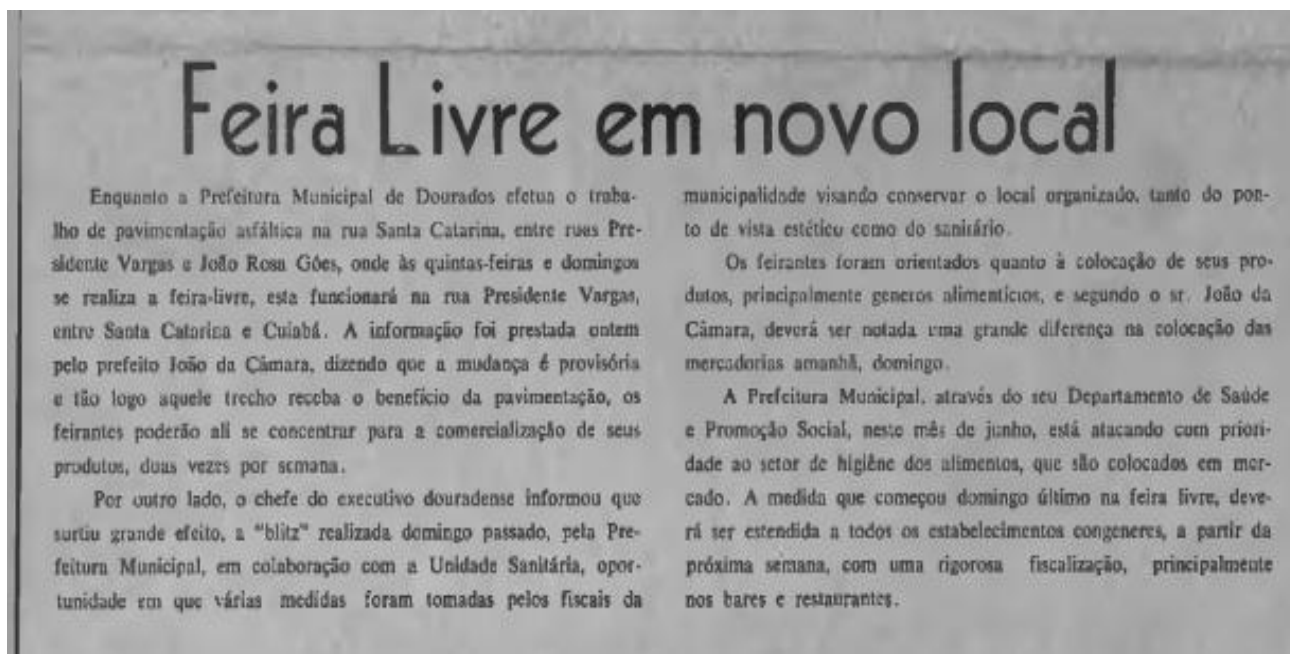 Feira Livre em novo local
Enquanto a Prefeitura Municipal de Dourados efetua o traba-
lho de pavimentação asfáltica na rua Santa Catarina, entre ruas Pre-
sidente Vargas e João Rosa Góes, onde às quintas-feiras e domingos
se realiza a feira-livre, esta funcionará na rua Presidente Vargas,
entre Santa Catarina e Cuiabá. A informação foi prestada ontem
pelo prefeito João da Câmara, dizendo que a mudança é provisória
e tão logo aquele trecho receba o benefício da pavimentação, os
feirantes poderão ali se concentrar para a comercialização de seus
produtos, duas vezes por semana.
Por outro lado, o chefe do executivo douradense informou que
surtiu grande efeito, a "blitz" realizada domingo passado, pela Pre-
feitura Municipal, em colaboração com a Unidade Sanitária, opor-
tunidade em que várias medidas foram tomadas pelos fiscais da
municipalidade visando conservar o local organizado, tanto do pon-
to de vista estético como do sanitário.
Os feirantes foram orientados quanto à colocação de seus pro-
dutos, principalmente generos alimentícios, e segundo o sr. João da
Câmara, deverá ser notada uma grande diferença na colocação das
mercadorias amanhã, domingo.
A Prefeitura Municipal, através do seu Departamento de Saúde
e Promoção Social, neste mês de junho, está atacando com priori-
dade ao setor de higiêne dos alimentos, que são colocados em mer-
cado. A medida que começou domingo último na feira livre, deve-
rá ser estendida a todos os estabelecimentos congeneres, a partir da
próxima semana, com uma rigorosa fiscalização, principalmente
nos bares e restaurantes.